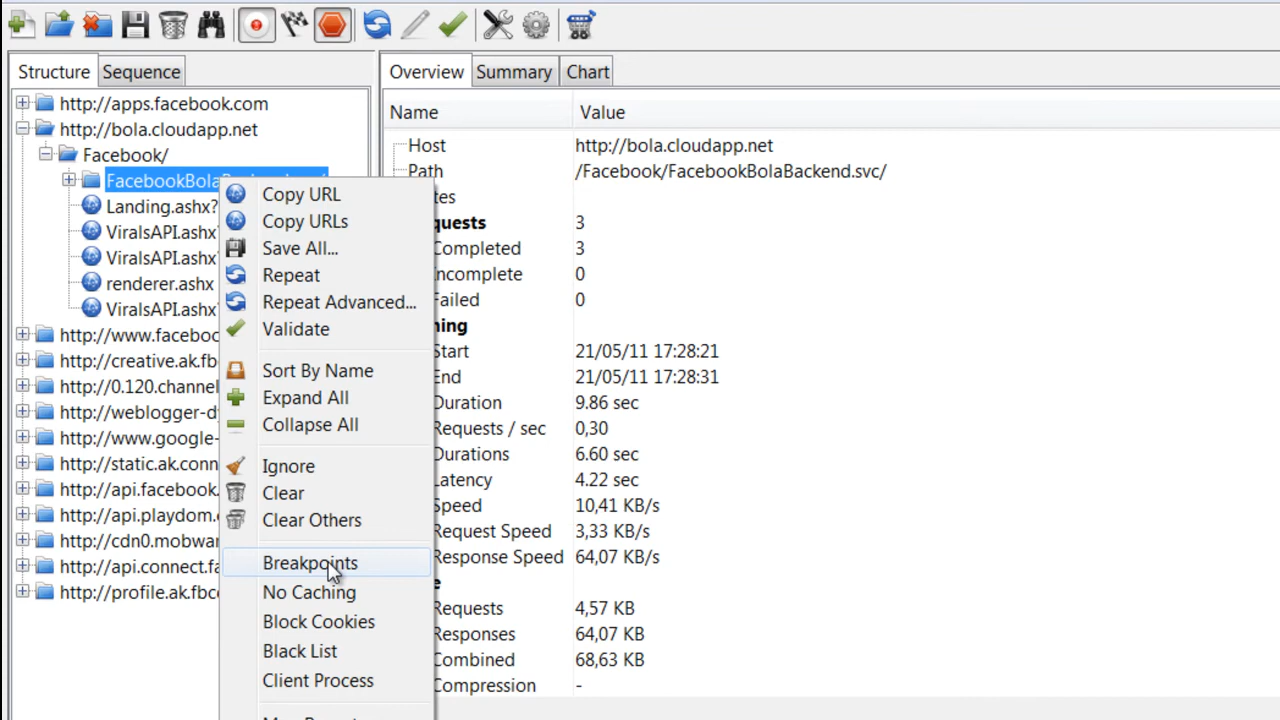 Structure
Sequence
http://apps.facebook.com
http://bola.cloudapp.net
Facebook/
Landing.ashx?
ViralsAPI.ashx
ViralsAPI.ashx
renderer.ashx
ViralsAPI.ashx
http://www.faceboo
http://creative.ak.fb
http://0.120.channel
http://weblogger-d
http://www.google-
http://static.ak.conn
http://api.facebook.
http://api.playdom.
http://cdn0.mobwa
http://api.connect.fa
http://profile.ak.fbc
Copy URL
Copy URLs
Save All...
Repeat
Repeat Advanced...
Validate
Sort By Name
Expand All
Collapse All
Ignore
Clear
Clear Others
Breakpoints
No Caching
Block Cookies
Black List
Client Process
Overview
Summary
Chart
Name Value
Host http://bola.cloudapp.net
Path /Facebook/FacebookBolaBackend.svc/
tes
quests 3
Completed 3
Incomplete 0
Failed 0
ning
Start 21/05/11 17:28:21
End 21/05/11 17:28:31
Duration 9.86 sec
Requests / sec 0,30
Durations 6.60 sec
Latency 4.22 sec
Speed 10,41 KB/s
Request Speed 3,33 KB/s
Response Speed 64,07 KB/s
e
Requests 4,57 KB
Responses 64,07 KB
Combined 68,63 KB
Compression -